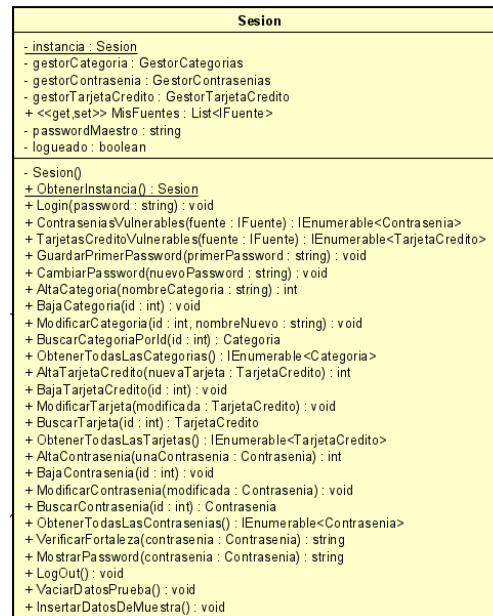 Sesion
- instancia : Sesion
- gestorCategoria : GestorCategorias
- gestorContrasenia : GestorContrasenias
- gestorTarjetaCredito : GestorTarjetaCredito
+ <<get,set>> MisFuentes : List<IFuente>
- passwordMaestro : string
- logueado : boolean
- Sesion()
+ ObtenerInstancia() : Sesion
+ Login(password : string) : void
+ ContraseniasVulnerables(fuente : IFuente) : IEnumerable<Contrasenia>
+ TarjetasCreditoVulnerables(fuente : IFuente) : IEnumerable<TarjetaCredito>
+ GuardarPrimerPassword(primerPassword : string) : void
+ CambiarPassword(nuevoPassword : string) : void
+ AltaCategoria(nombreCategoria : string) : int
+ BajaCategoria(id : int) : void
+ ModificarCategoria(id : int, nombreNuevo : string) : void
+ BuscarCategoriaPorId(id : int) : Categoria
+ ObtenerTodasLasCategorias() : IEnumerable<Categoria>
+ AltaTarjetaCredito(nuevaTarjeta : TarjetaCredito) : int
+ BajaTarjetaCredito(id : int) : void
+ ModificarTarjeta(modificada : TarjetaCredito) : void
+ BuscarTarjeta(id : int) : TarjetaCredito
+ ObtenerTodasLasTarjetas() : IEnumerable<TarjetaCredito>
+ AltaContrasenia(unaContrasenia : Contrasenia) : int
+ BajaContrasenia(id : int) : void
+ ModificarContrasenia(modificada : Contrasenia) : void
+ BuscarContrasenia(id : int) : Contrasenia
+ ObtenerTodasLasContrasenias() : IEnumerable<Contrasenia>
+ VerificarFortaleza(contrasenia : Contrasenia) : string
+ MostrarPassword(contrasenia : Contrasenia) : string
+ LogOut() : void
+ VaciarDatosPrueba() : void
+ InsertarDatosDeMuestra() : void